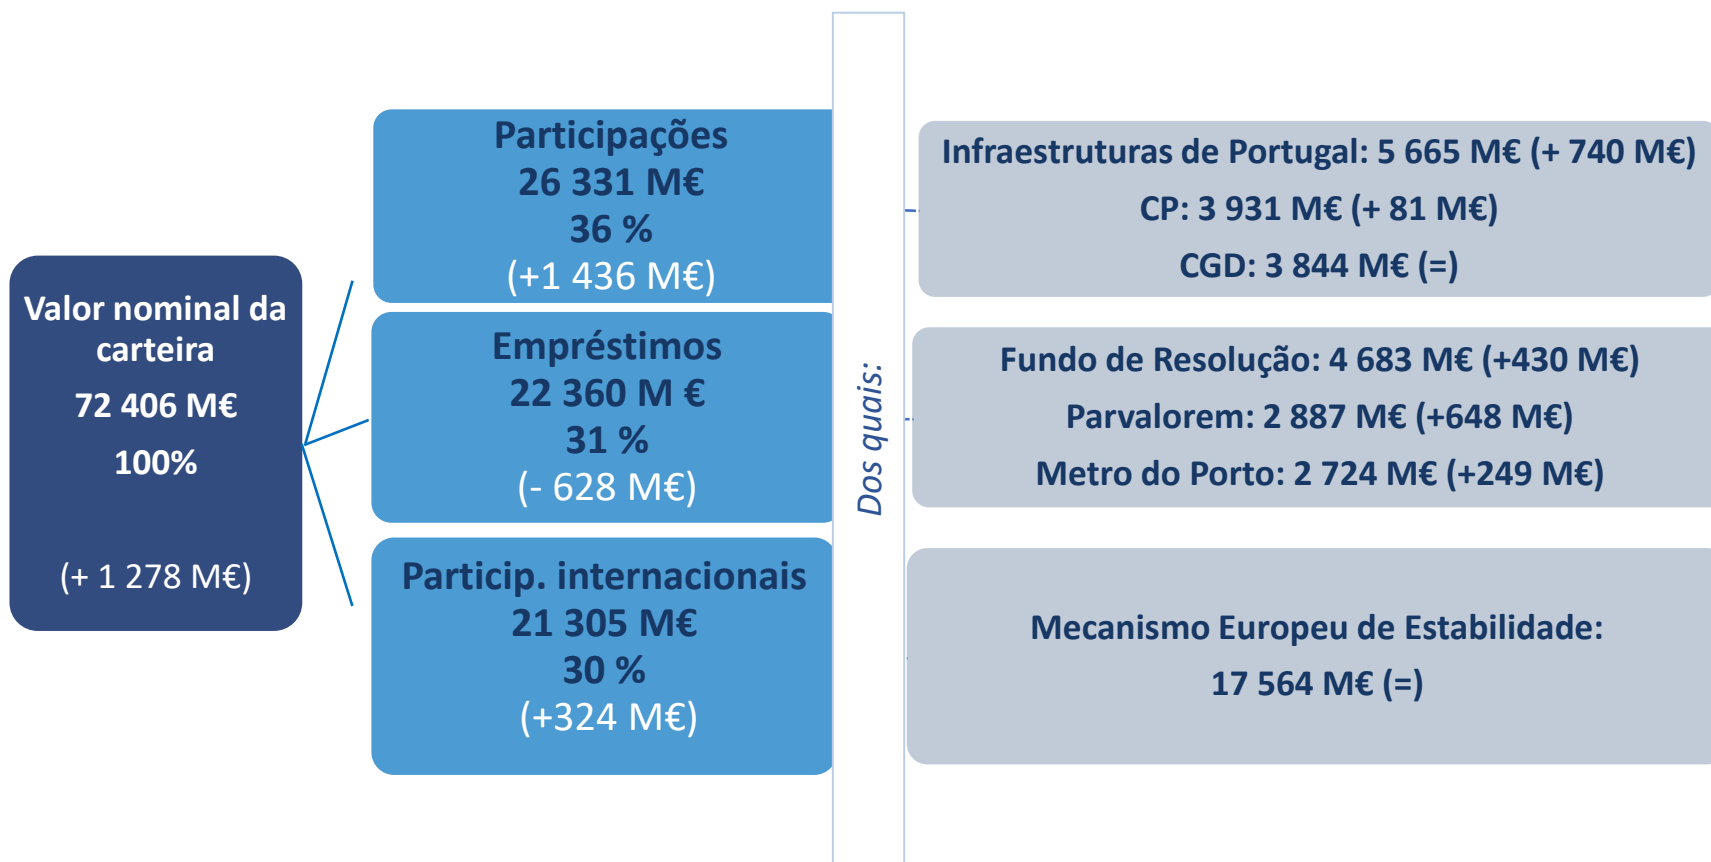 Valor nominal da
carteira
72 406 M€
100%
(+ 1 278 M€)
Participações
26 331 M€
36 %
(+1 436 M€)
Empréstimos
22 360 M €
31 %
(- 628 M€)
Particip. internacionais
21 305 M€
30 %
(+324 M€)
Dos quais:
Infraestruturas de Portugal: 5 665 M€ (+ 740 M€)
CP: 3 931 M€ (+ 81 M€)
CGD: 3 844 M€ (=)
Fundo de Resolução: 4 683 M€ (+430 M€)
Parvalorem: 2 887 M€ (+648 M€)
Metro do Porto: 2 724 M€ (+249 M€)
Mecanismo Europeu de Estabilidade:
17 564 M€ (=)